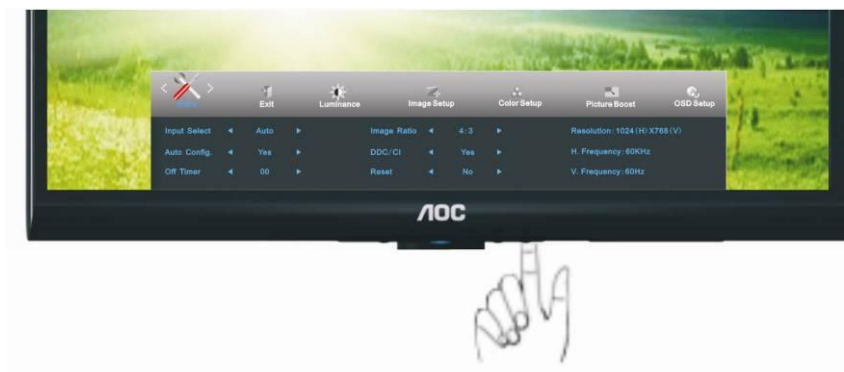 < >
Exit
Luminance
Image Setup
Color Setup
Picture Boost
OSD Setup
Input Select ◄ Auto ► Image Ratio ◄ 4:3 ► Resolution:1024(H)X768(V)
Auto Config. ◄ Yes ► DDC/CI ◄ Yes ► H. Frequency:60KHz
Off Timer ◄ 00 ► Reset ◄ No ► V. Frequency:60Hz
AOC